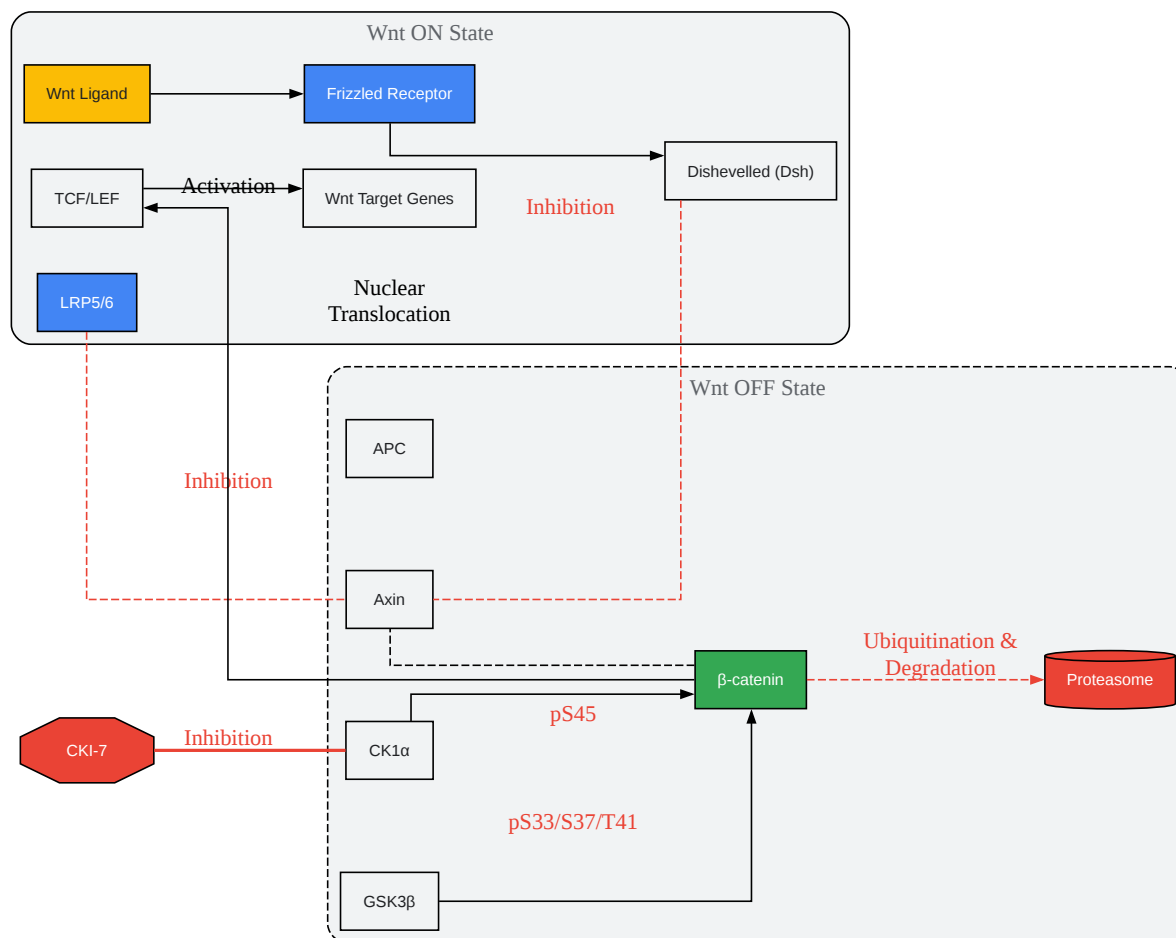 Wnt ON State
Wnt Ligand
Frizzled Receptor
Dishevelled (Dsh)
TCF/LEF
Activation
Wnt Target Genes
Inhibition
LRP5/6
Nuclear
Translocation
Wnt OFF State
APC
Inhibition
Axin
Ubiquitination &
Degradation
β-catenin
Proteasome
pS45
CKI-7
Inhibition
CK1α
pS33/S37/T41
GSK3β